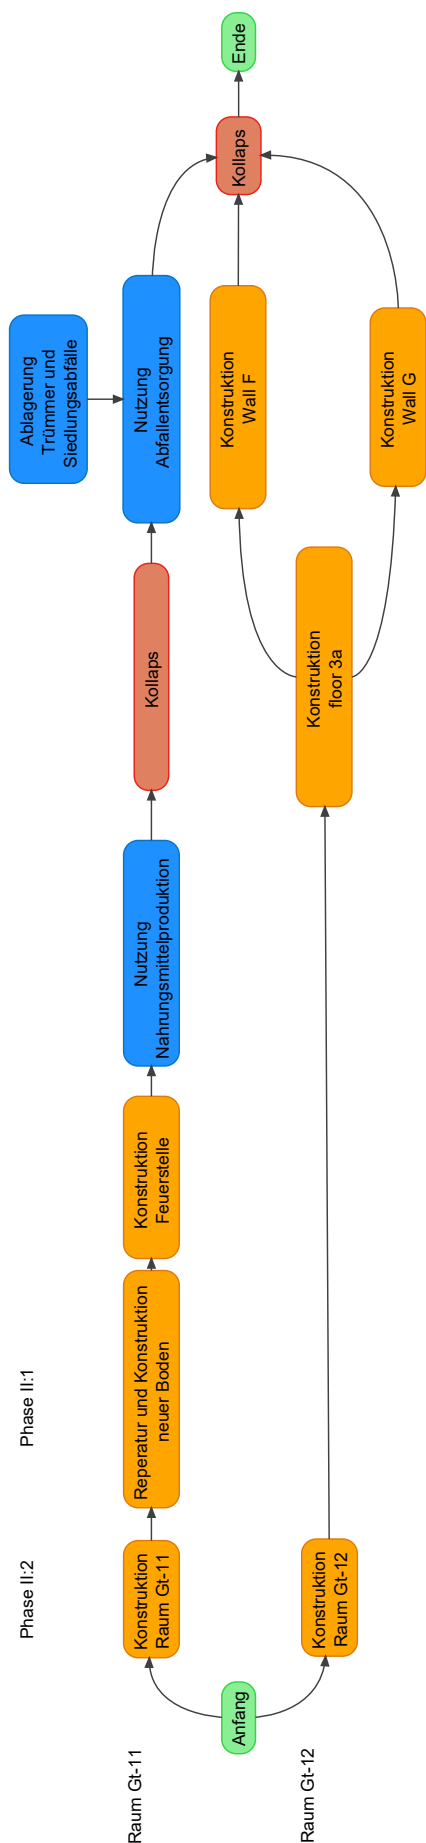 Phase II:2
Phase II:1
Raum Gt-11
Raum Gt-12
Anfang
Konstruktion
Raum Gt-11
Reperatur und Konstruktion
neuer Boden
Konstruktion
Feuerstelle
Nutzung
Nahrungsmittelproduktion
Kollaps
Nutzung
Abfallentsorgung
Ablagerung
Trümmer und
Siedlungsabfälle
Konstruktion
Raum Gt-12
Konstruktion
floor 3a
Konstruktion
Wall F
Konstruktion
Wall G
Kollaps
Ende